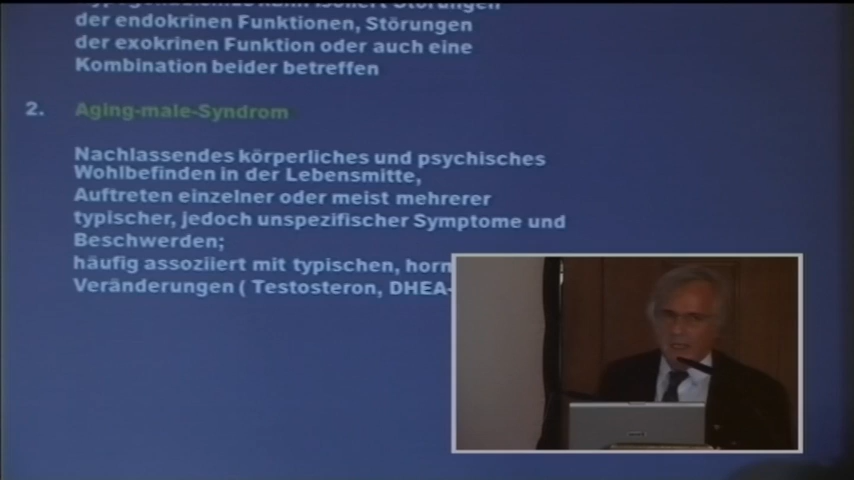 der endokrinen Funktionen, Störungen
der exokrinen Funktion oder auch eine
Kombination beider betreffen
2. Aging-male-Syndrom
Nachlassendes körperliches und psychisches
Wohlbefinden in der Lebensmitte,
Auftreten einzelner oder meist mehrerer
typischer, jedoch unspezifischer Symptome und
Beschwerden;
häufig assoziiert mit typischen,
Veränderungen ( Testosteron, DHEA-